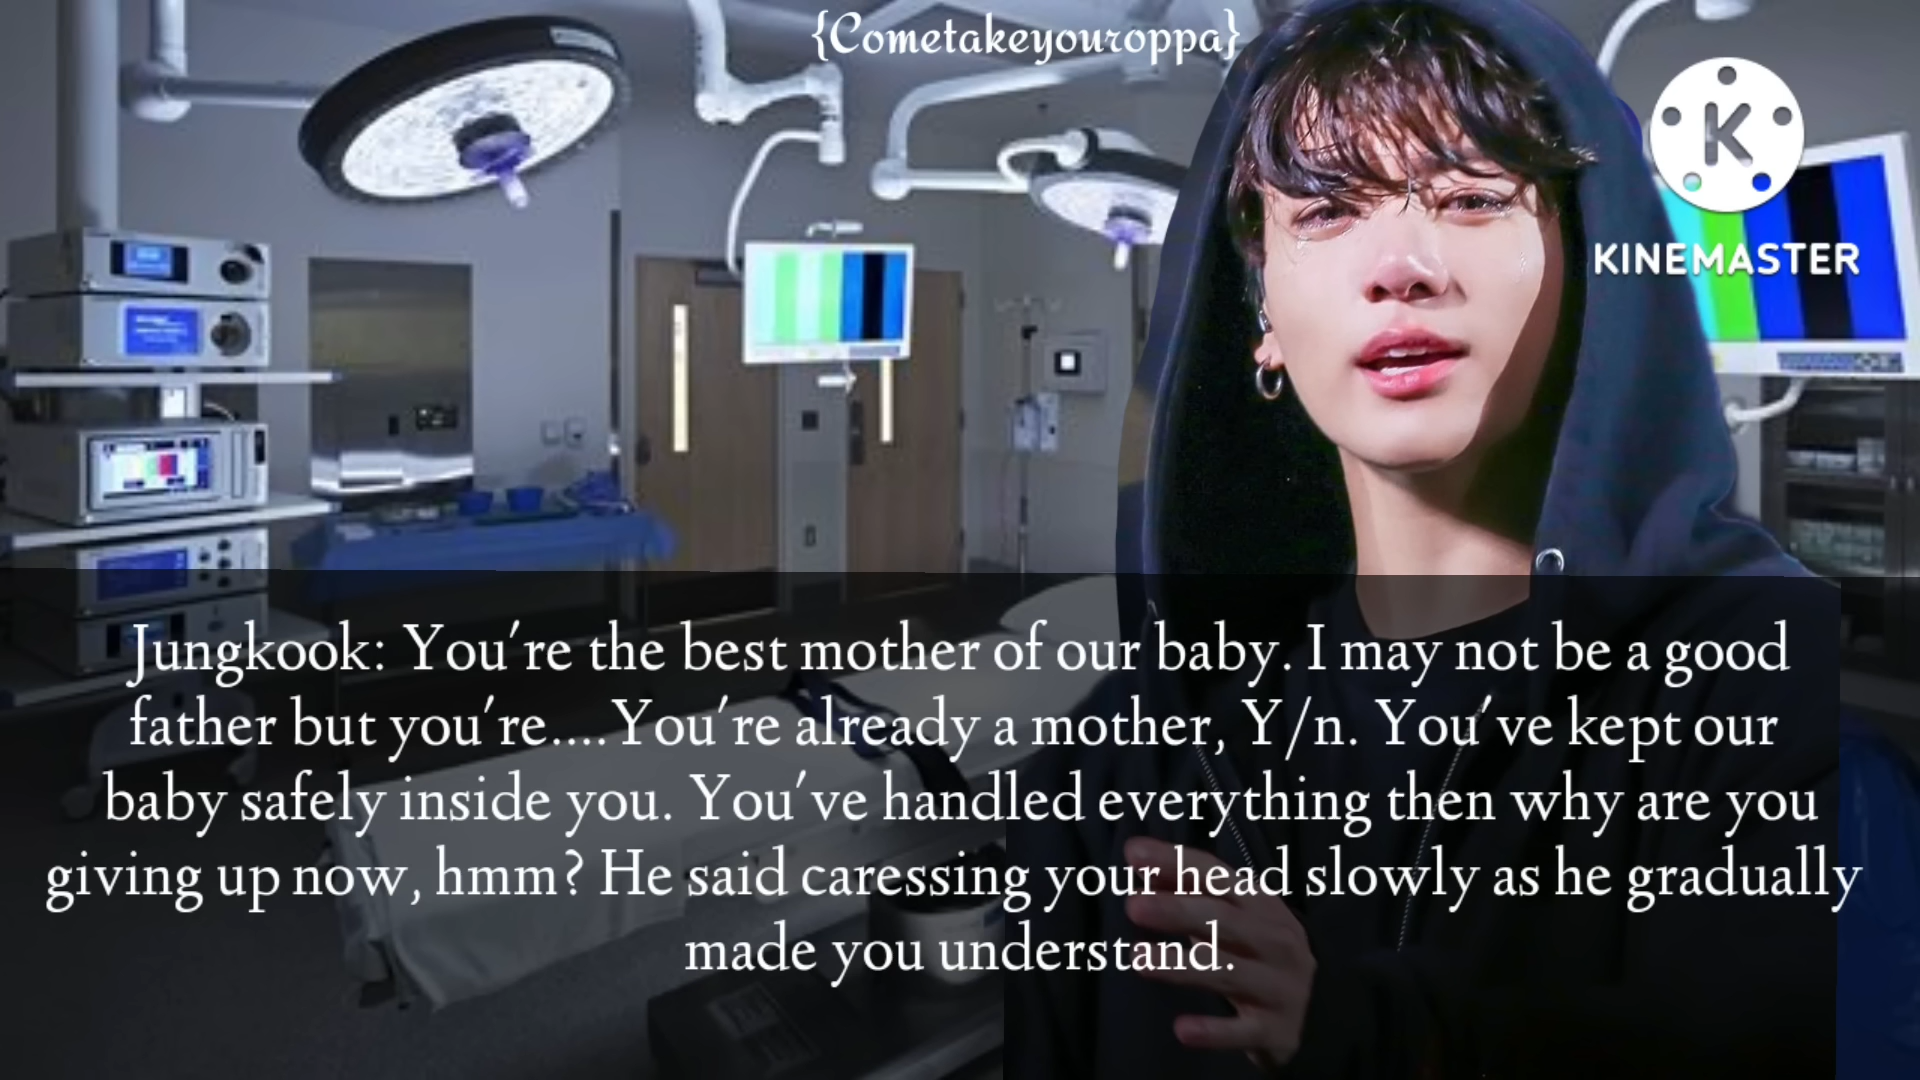 {Cometakeyouroppa}
K
KINEMASTER
Jungkook: You're the best mother of our baby. I may not be a good
father but you're....You're already a mother, Y/n. You've kept our
baby safely inside you. You've handled everything then why are you
giving up now, hmm? He said caressing your head slowly as he gradually
made you understand.